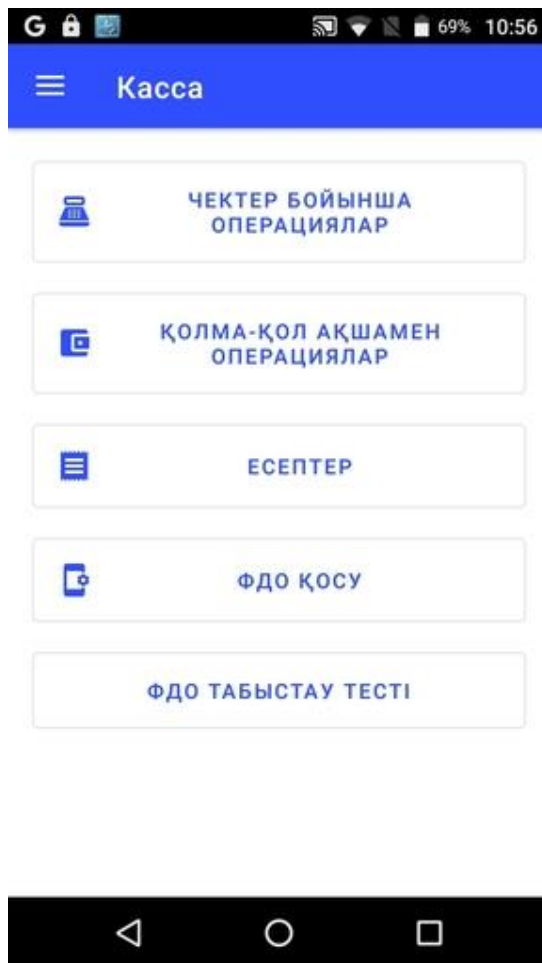 G 69% 10:56
Касса
ЧЕКТЕР БОЙЫНША
ОПЕРАЦИЯЛАР
ҚОЛМА-ҚОЛ АҚШАМЕН
ОПЕРАЦИЯЛАР
ЕСЕПТЕР
ФДО ҚОСУ
ФДО ТАБЫСТАУ ТЕСТІ